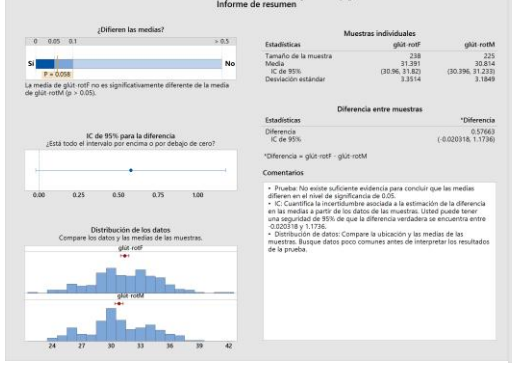 Informe de resumen
¿Difieren las medias?
0 0.05 0.1 > 0.5
Sí No
P = 0.058
La media de glút-rotF no es significativamente diferente de la media
de glút-rotM (p > 0.05).
IC de 95% para la diferencia
¿Está todo el intervalo por encima o por debajo de cero?
0.00 0.25 0.50 0.75 1.00
Distribución de los datos
Compare los datos y las medias de las muestras.
glút-rotF
glút-rotM
24 27 30 33 36 39 42
Muestras individuales
Estadísticas glút-rotF glút-rotM
Tamaño de la muestra 238 225
Media 31.391 30.814
IC de 95% (30.96, 31.82) (30.396, 31.233)
Desviación estándar 3.3514 3.1849
Diferencia entre muestras
Estadísticas *Diferencia
Diferencia 0.57663
IC de 95% (-0.020318, 1.1736)
*Diferencia = glút-rotF - glút-rotM
Comentarios
• Prueba: No existe suficiente evidencia para concluir que las medias
difieren en el nivel de significancia de 0.05.
• IC: Cuantifica la incertidumbre asociada a la estimación de la diferencia
en las medias a partir de los datos de las muestras. Usted puede tener
una seguridad de 95% de que la diferencia verdadera se encuentra entre
-0.020318 y 1.1736.
• Distribución de datos: Compare la ubicación y las medias de las
muestras. Busque datos poco comunes antes de interpretar los resultados
de la prueba.